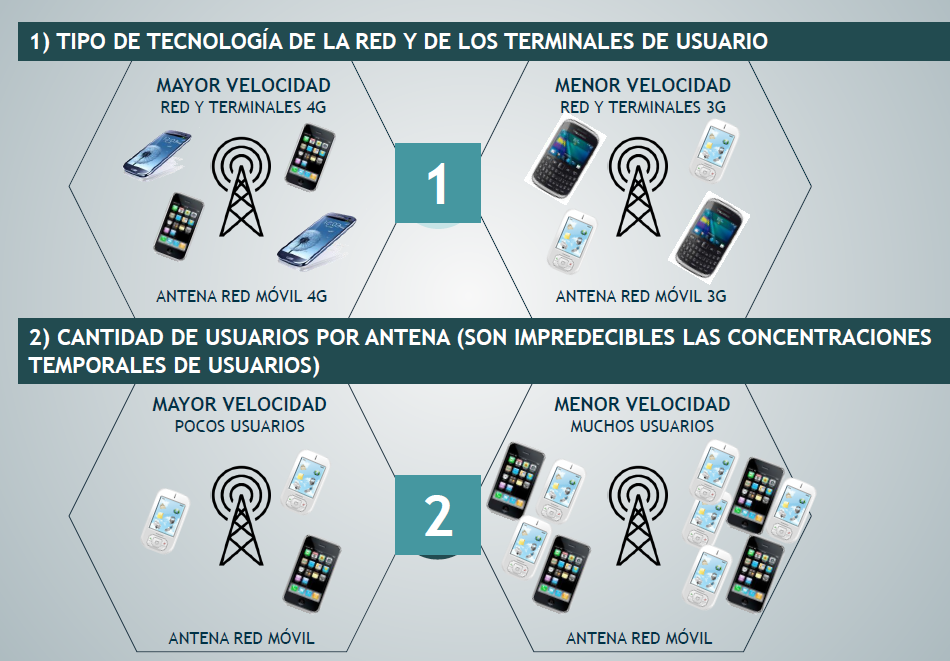 1) TIPO DE TECNOLOGÍA DE LA RED Y DE LOS TERMINALES DE USUARIO
MAYOR VELOCIDAD
RED Y TERMINALES 4G
MENOR VELOCIDAD
RED Y TERMINALES 3G
1
ANTENA RED MÓVIL 4G
ANTENA RED MÓVIL 3G
2) CANTIDAD DE USUARIOS POR ANTENA (SON IMPREDECIBLES LAS CONCENTRACIONES
TEMPORALES DE USUARIOS)
MAYOR VELOCIDAD
POCOS USUARIOS
MENOR VELOCIDAD
MUCHOS USUARIOS
2
ANTENA RED MÓVIL
ANTENA RED MÓVIL